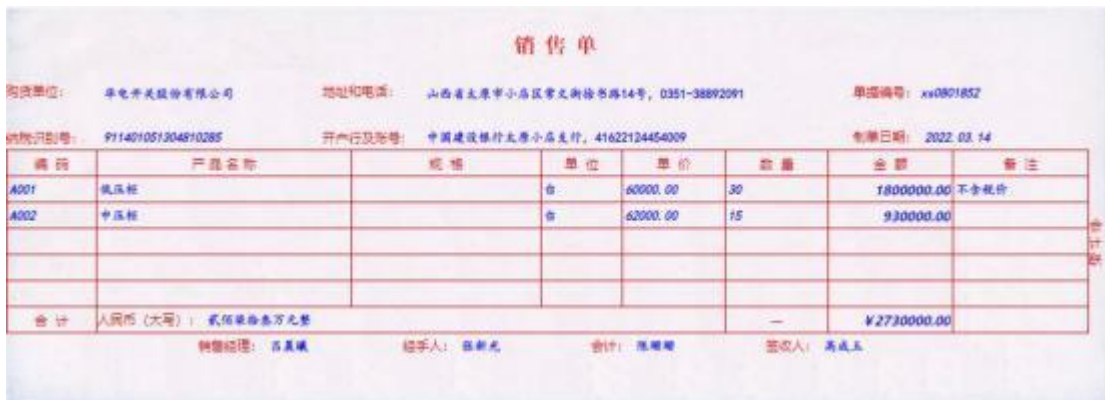 销售单
购货单位: 华电开关股份有限公司 地址和电话: 山西省太原市小店区常文街徐书路14号, 0351-38892091 单据编号: xs0801852
纳税识别号: 911401051304810285 开户行及账号: 中国建设银行太原小店支行, 41622124454009 制单日期: 2022.03.14
编码 产品名称 规格 单位 单价 数量 金额 备注
A001 低压柜 台 60000.00 30 1800000.00 不含税价
A002 中压柜 台 62000.00 15 930000.00
会计联
合计 人民币(大写): 贰佰柒拾叁万元整 — ¥2730000.00
销售经理: 吕晨曦 经手人: 张新光 会计: 陈珊珊 签收人: 高成玉